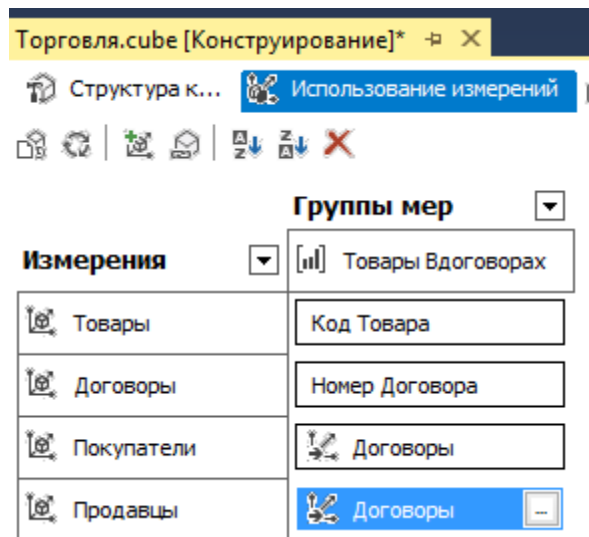 Торговля.cube [Конструирование]*
Структура к... Использование измерений
Группы мер
Измерения Товары Вдоговорах
Товары Код Товара
Договоры Номер Договора
Покупатели Договоры
Продавцы Договоры ...